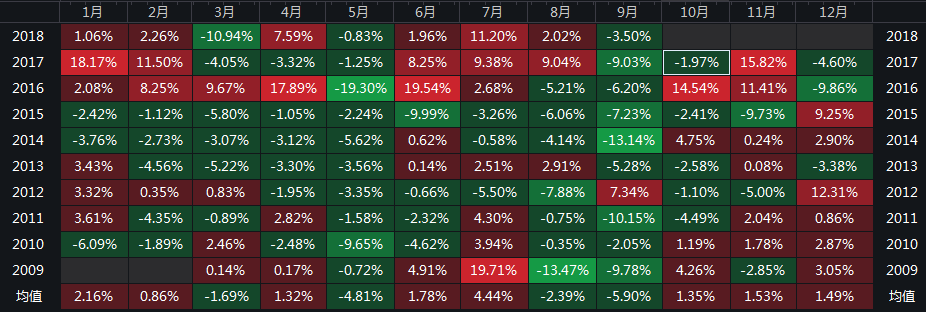 1月 2月 3月 4月 5月 6月 7月 8月 9月 10月 11月 12月
2018 1.06% 2.26% -10.94% 7.59% -0.83% 1.96% 11.20% 2.02% -3.50% 2018
2017 18.17% 11.50% -4.05% -3.32% -1.25% 8.25% 9.38% 9.04% -9.03% -1.97% 15.82% -4.60% 2017
2016 2.08% 8.25% 9.67% 17.89% -19.30% 19.54% 2.68% -5.21% -6.20% 14.54% 11.41% -9.86% 2016
2015 -2.42% -1.12% -5.80% -1.05% -2.24% -9.99% -3.26% -6.06% -7.23% -2.41% -9.73% 9.25% 2015
2014 -3.76% -2.73% -3.07% -3.12% -5.62% 0.62% -0.58% -4.14% -13.14% 4.75% 0.24% 2.90% 2014
2013 3.43% -4.56% -5.22% -3.30% -3.56% 0.14% 2.51% 2.91% -5.28% -2.58% 0.08% -3.38% 2013
2012 3.32% 0.35% 0.83% -1.95% -3.35% -0.66% -5.50% -7.88% 7.34% -1.10% -5.00% 12.31% 2012
2011 3.61% -4.35% -0.89% 2.82% -1.58% -2.32% 4.30% -0.75% -10.15% -4.49% 2.04% 0.86% 2011
2010 -6.09% -1.89% 2.46% -2.48% -9.65% -4.62% 3.94% -0.35% -2.05% 1.19% 1.78% 2.87% 2010
2009 0.14% 0.17% -0.72% 4.91% 19.71% -13.47% -9.78% 4.26% -2.85% 3.05% 2009
均值 2.16% 0.86% -1.69% 1.32% -4.81% 1.78% 4.44% -2.39% -5.90% 1.35% 1.53% 1.49% 均值